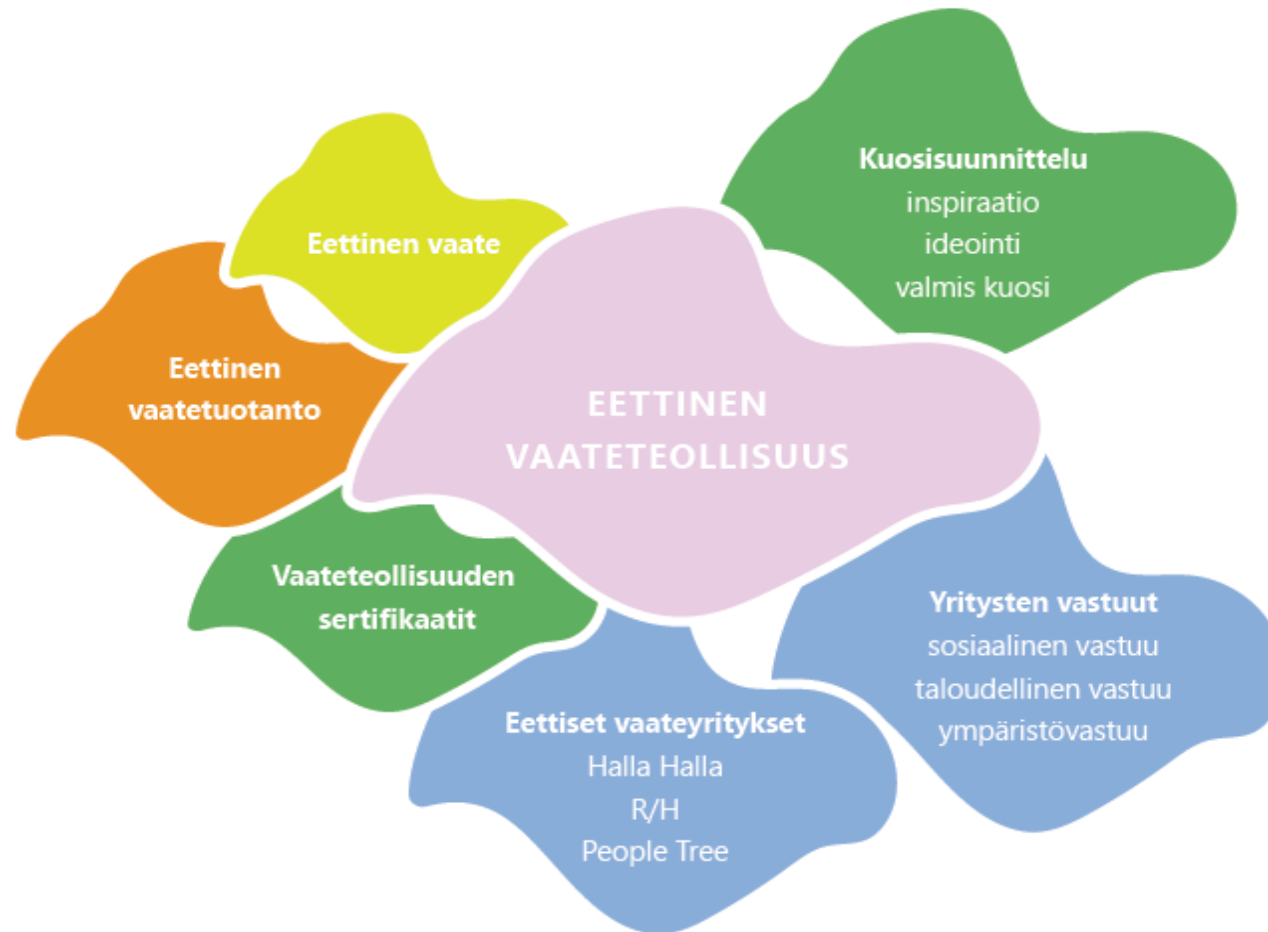 Kuosisuunnittelu
inspiraatio
ideointi
valmis kuosi
Eettinen vaate
Eettinen
vaatetuotanto
EETTINEN
VAATETEOLLISUUS
Vaateteollisuuden
sertifikaatit
Yritysten vastuut
sosiaalinen vastuu
taloudellinen vastuu
ympäristövastuu
Eettiset vaateyritykset
Halla Halla
R/H
People Tree